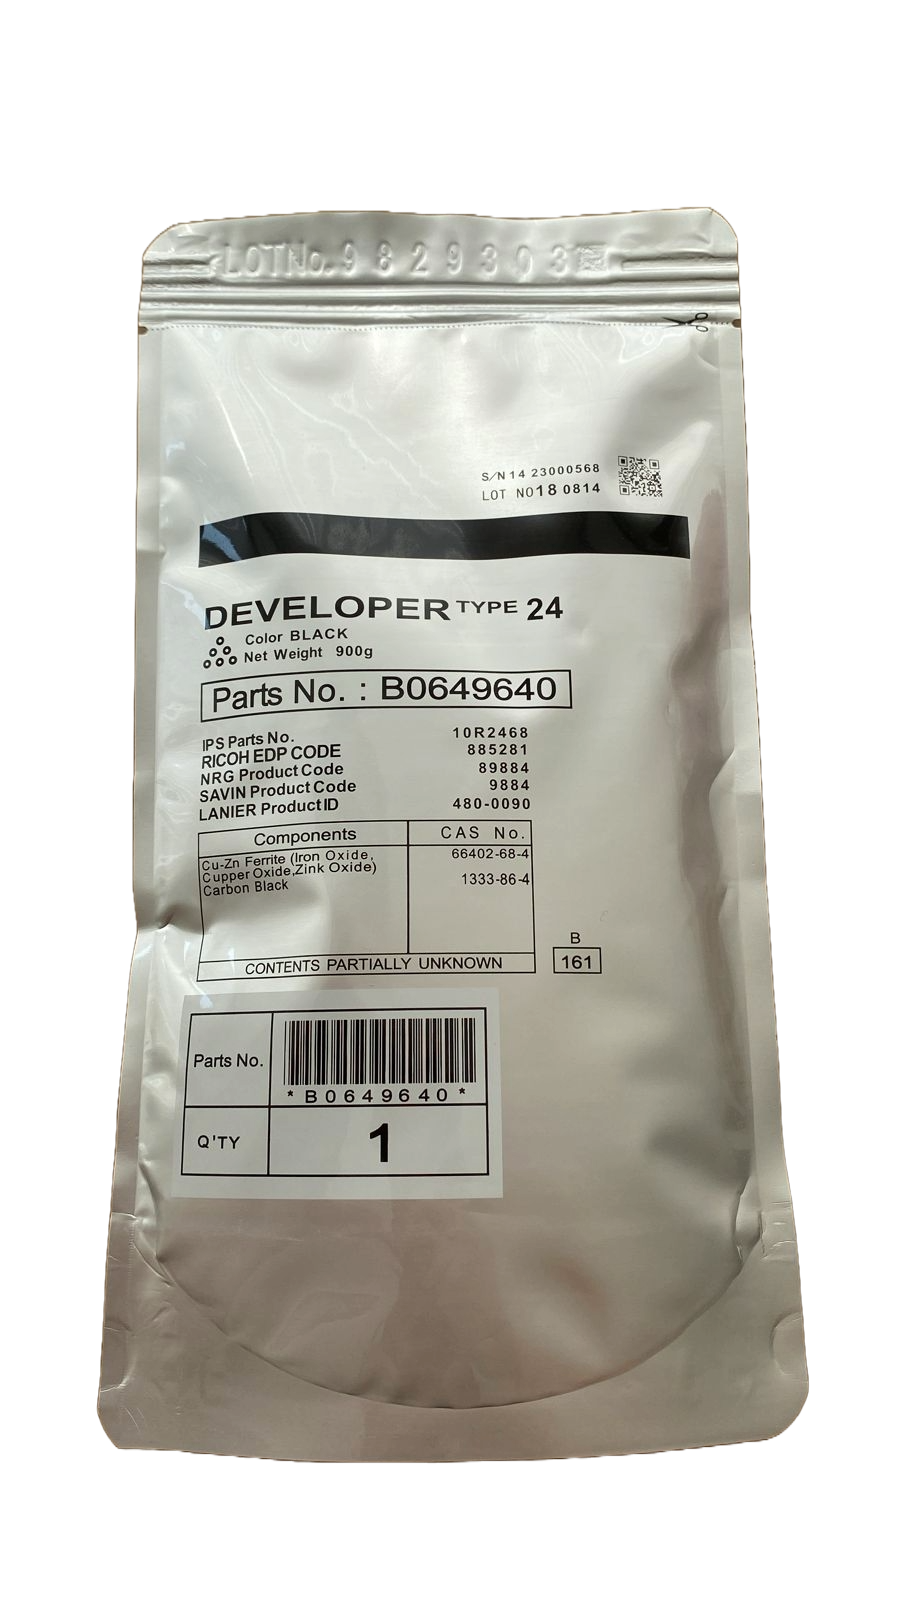 LOTNo.9829303
S/N 14 23000568
LOT NO18 0814
DEVELOPER TYPE 24
Color BLACK
Net Weight 900g
Parts No. : B0649640
IPS Parts No. 10R2468
RICOH EDP CODE 885281
NRG Product Code 89884
SAVIN Product Code 9884
LANIER Product ID 480-0090
Components CAS No.
Cu-Zn Ferrite (Iron Oxide, 66402-68-4
Cupper Oxide,Zink Oxide)
Carbon Black 1333-86-4
CONTENTS PARTIALLY UNKNOWN
B
161
Parts No.
*B0649640*
Q'TY 1